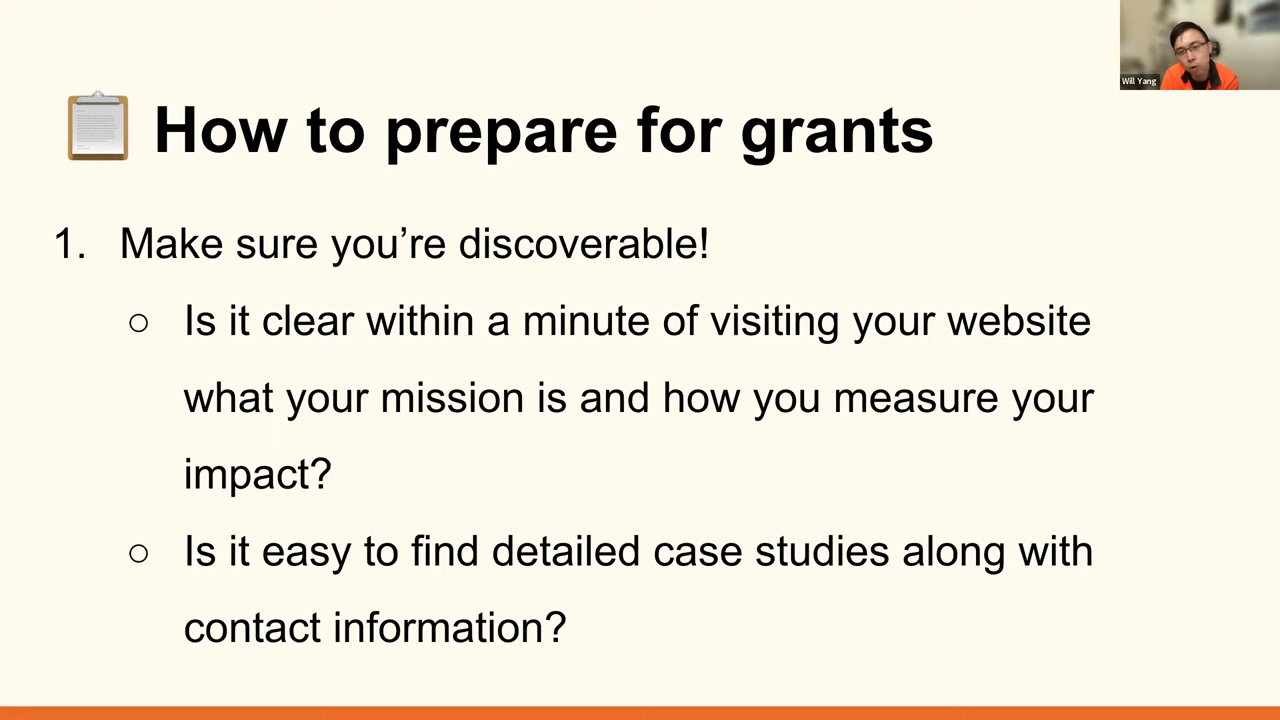 Will Yang
How to prepare for grants
1. Make sure you’re discoverable!
○ Is it clear within a minute of visiting your website
what your mission is and how you measure your
impact?
○ Is it easy to find detailed case studies along with
contact information?